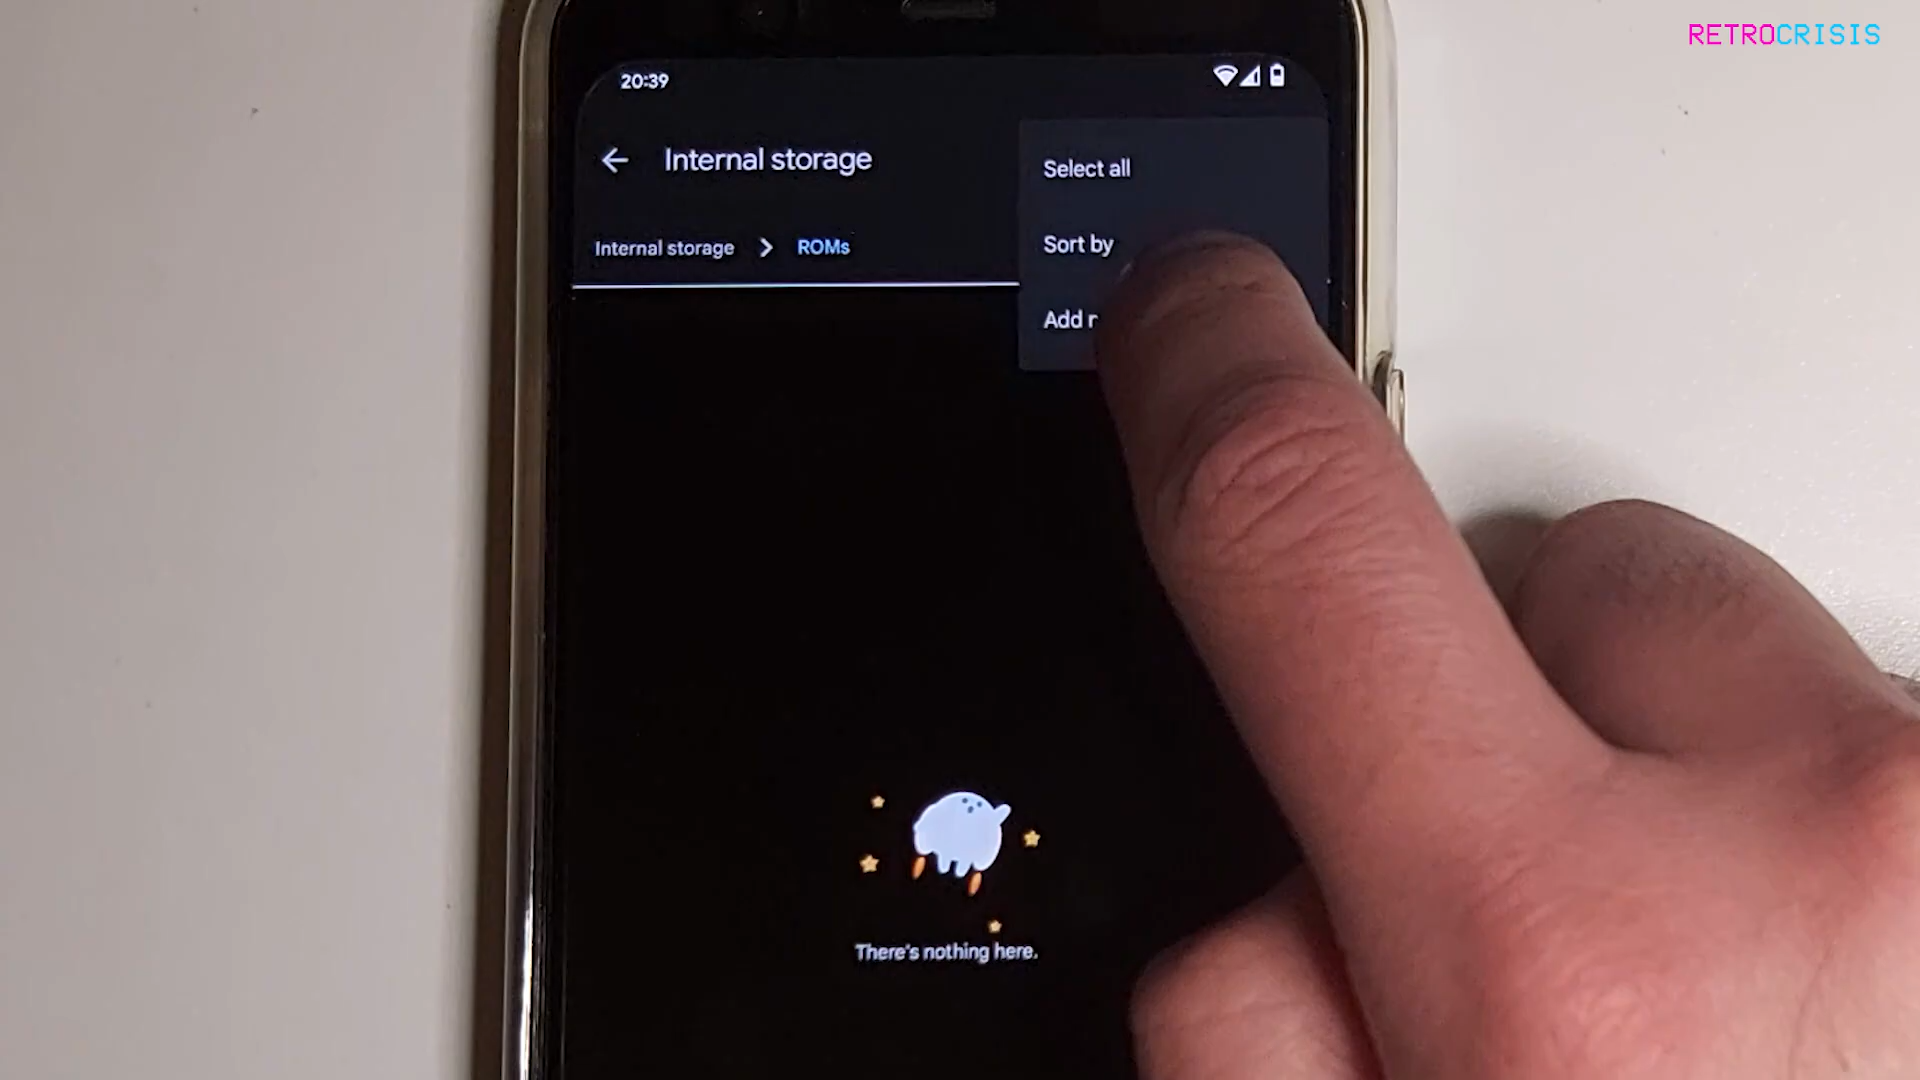 RETROCRISIS
20:39
Internal storage
Select all
Internal storage > ROMs
Sort by
Add
There's nothing here.